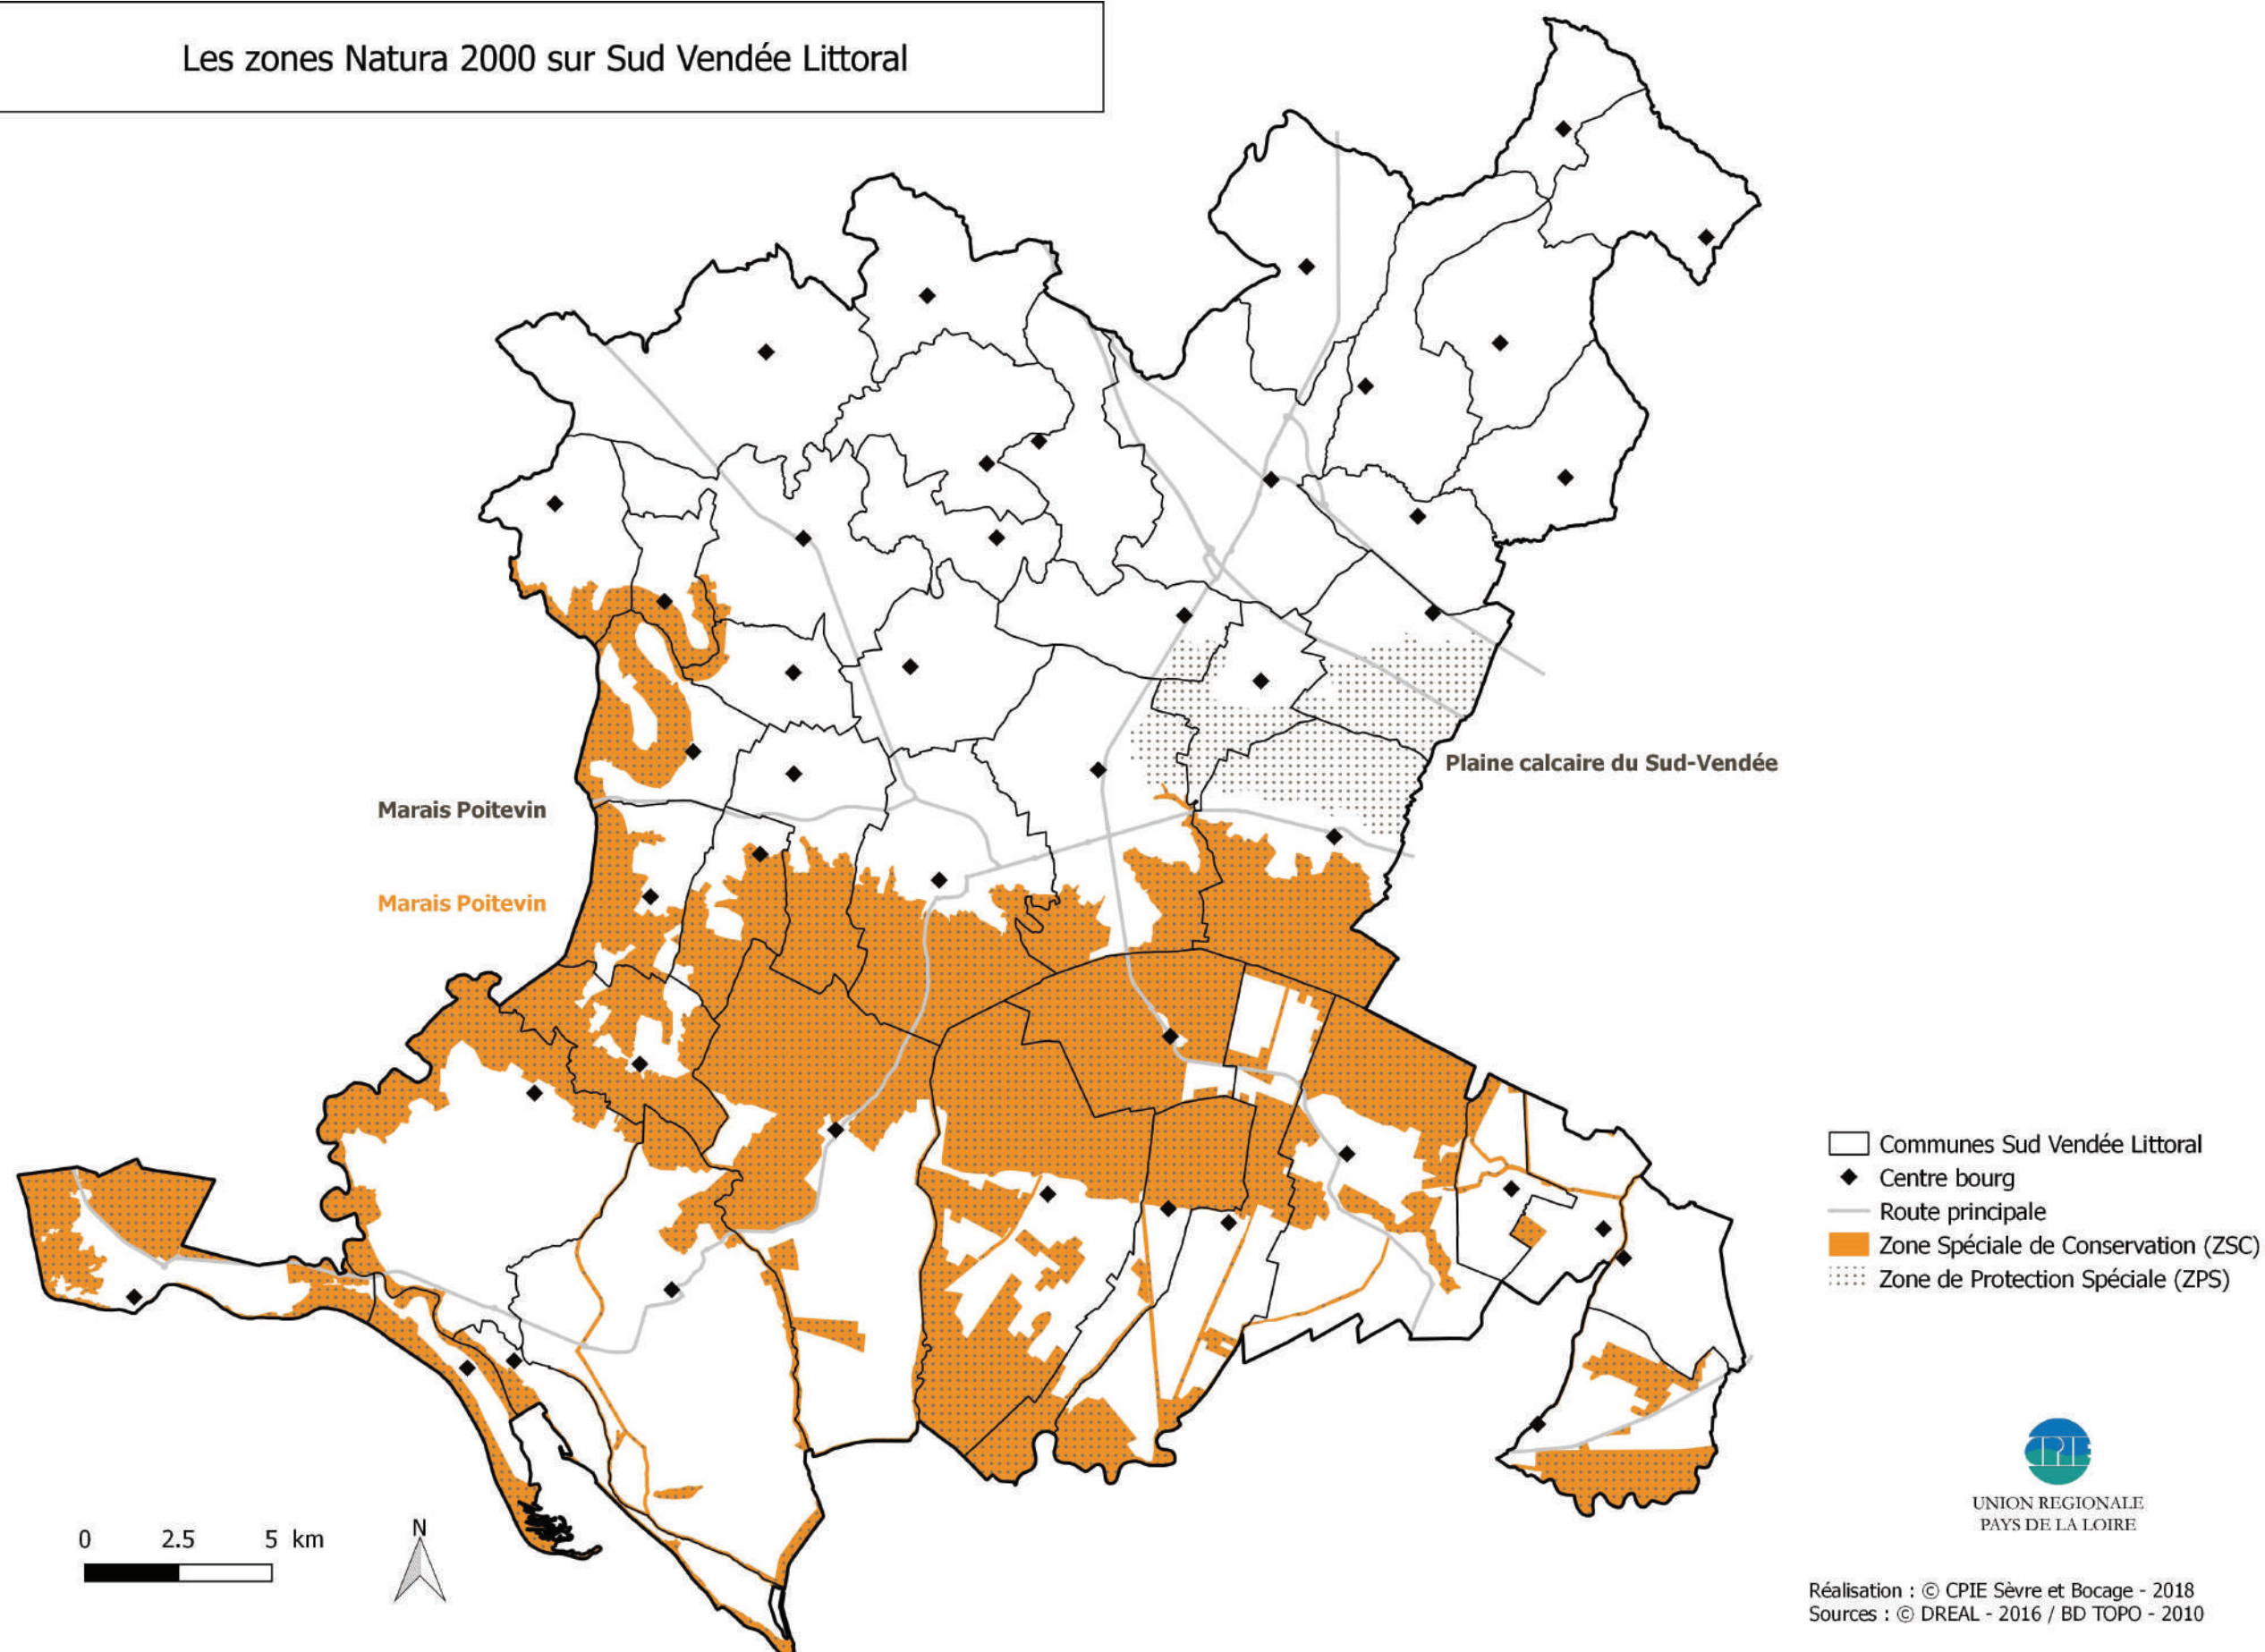 Les zones Natura 2000 sur Sud Vendée Littoral
Plaine calcaire du Sud-Vendée
Marais Poitevin
Marais Poitevin
Communes Sud Vendée Littoral
Centre bourg
Route principale
Zone Spéciale de Conservation (ZSC)
Zone de Protection Spéciale (ZPS)
CPIE
UNION REGIONALE
PAYS DE LA LOIRE
0 2.5 5 km
N
Réalisation : © CPIE Sèvre et Bocage - 2018
Sources : © DREAL - 2016 / BD TOPO - 2010